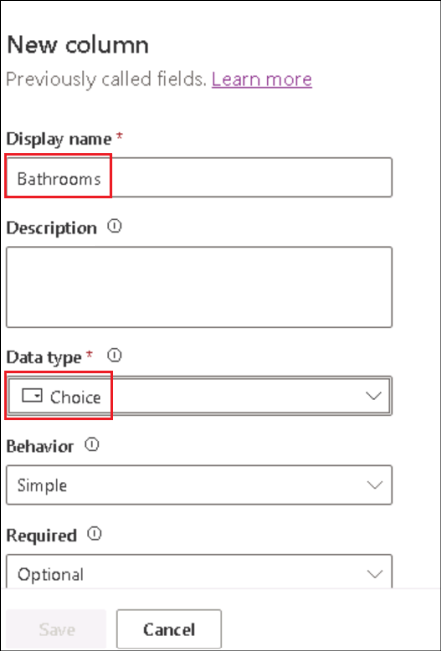 New column
Previously called fields. Learn more
Display name *
Bathrooms
Description
Data type *
Choice
Behavior
Simple
Required
Optional
Save Cancel